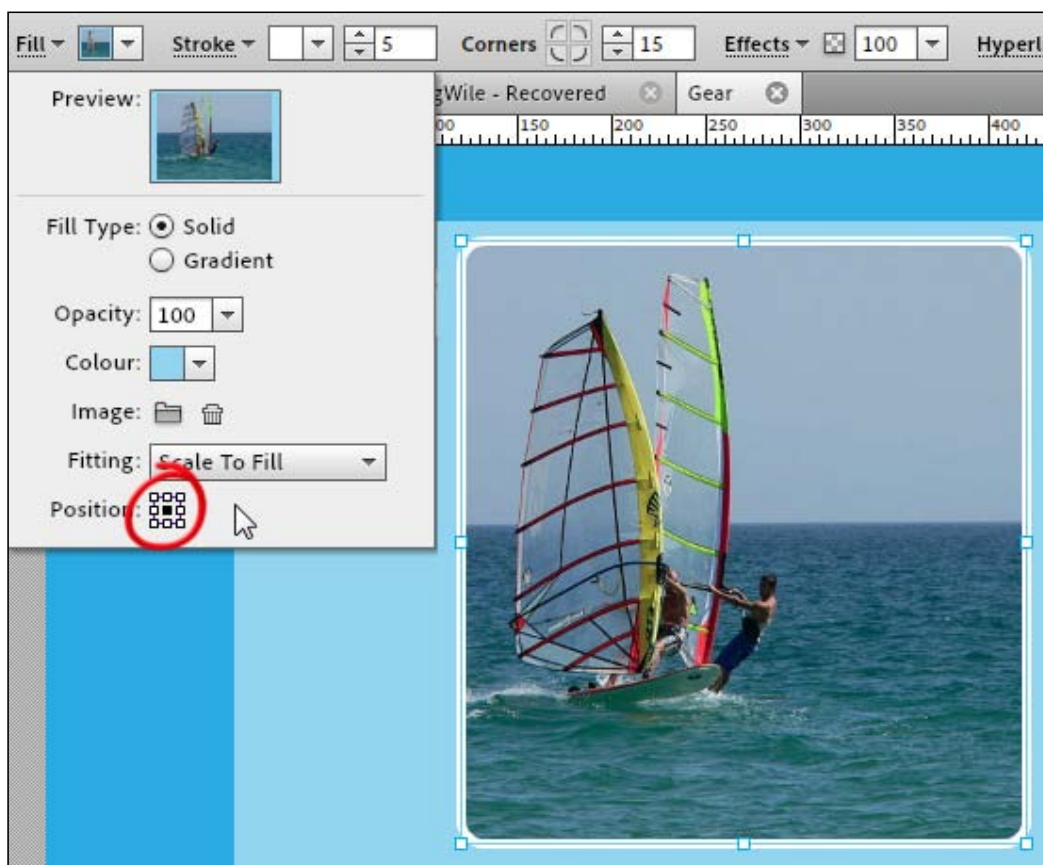 Fill Stroke 5 Corners 15 Effects 100 Hyperl
gWile - Recovered Gear
00 150 200 250 300 350 400
Preview:
Fill Type: Solid
Gradient
Opacity: 100
Colour:
Image:
Fitting: Scale To Fill
Position: